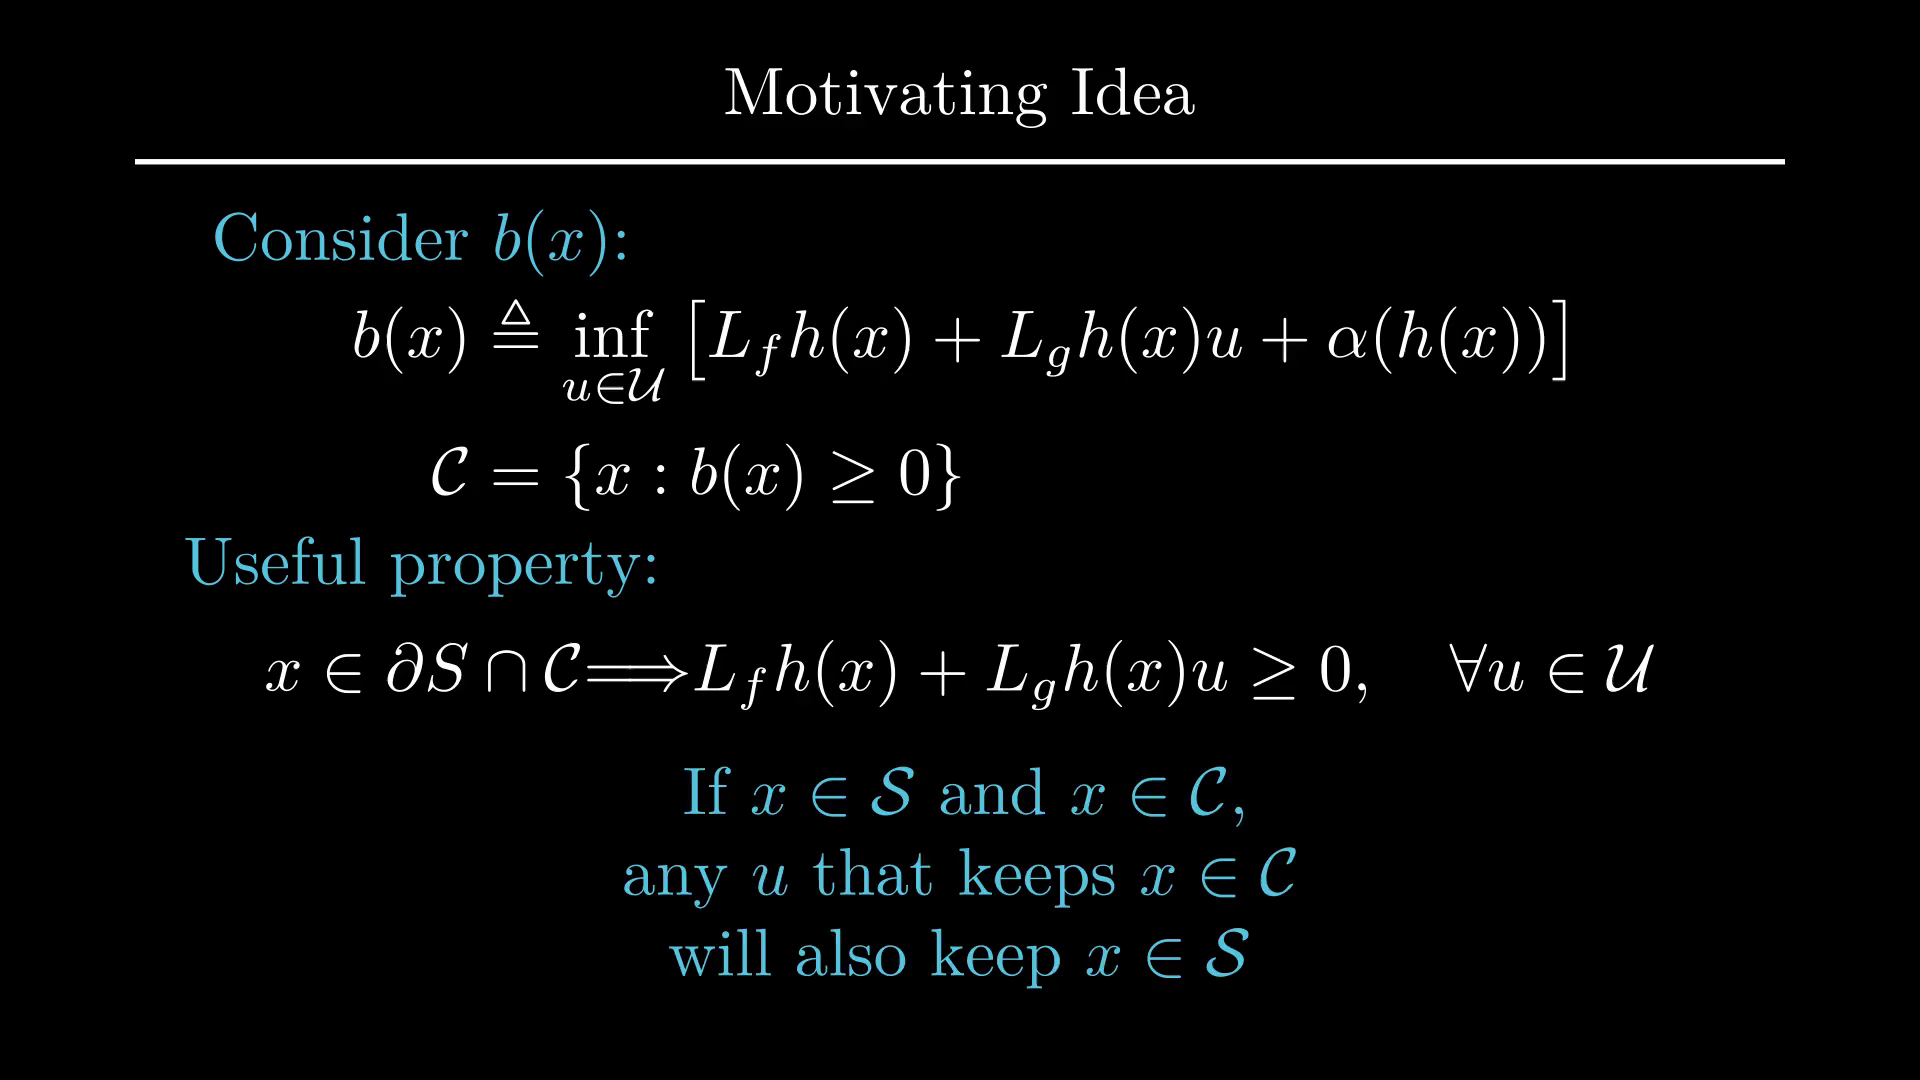 Motivating Idea
Consider b(x):
b(x) ≜ inf_{u∈𝒰} [L_f h(x) + L_g h(x)u + α(h(x))]
𝒞 = {x : b(x) ≥ 0}
Useful property:
x ∈ ∂S ∩ 𝒞 ⟹ L_f h(x) + L_g h(x)u ≥ 0, ∀u ∈ 𝒰
If x ∈ 𝒮 and x ∈ 𝒞,
any u that keeps x ∈ 𝒞
will also keep x ∈ 𝒮